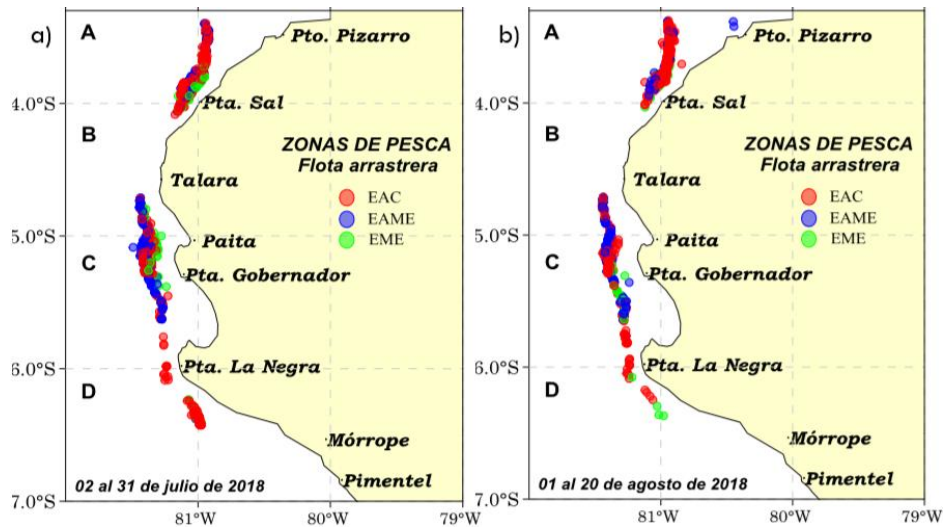 a)
A
Pto. Pizarro
4.0°S
Pta. Sal
B
ZONAS DE PESCA
Flota arrastrera
Talara
EAC
EAME
EME
5.0°S
Paita
C
Pta. Gobernador
6.0°S
Pta. La Negra
D
Mórrope
02 al 31 de julio de 2018
Pimentel
7.0°S
81°W
80°W
79°W
b)
A
Pto. Pizarro
4.0°S
Pta. Sal
B
ZONAS DE PESCA
Flota arrastrera
Talara
EAC
EAME
EME
5.0°S
Paita
C
Pta. Gobernador
6.0°S
Pta. La Negra
D
Mórrope
01 al 20 de agosto de 2018
Pimentel
7.0°S
81°W
80°W
79°W